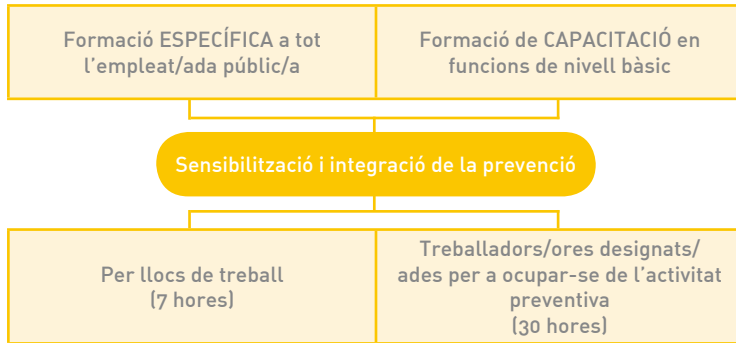 Formació ESPECÍFICA a tot
l'empleat/ada públic/a
Formació de CAPACITACIÓ en
funcions de nivell bàsic
Sensibilització i integració de la prevenció
Per llocs de treball
(7 hores)
Treballadors/ores designats/
ades per a ocupar-se de l'activitat
preventiva
(30 hores)